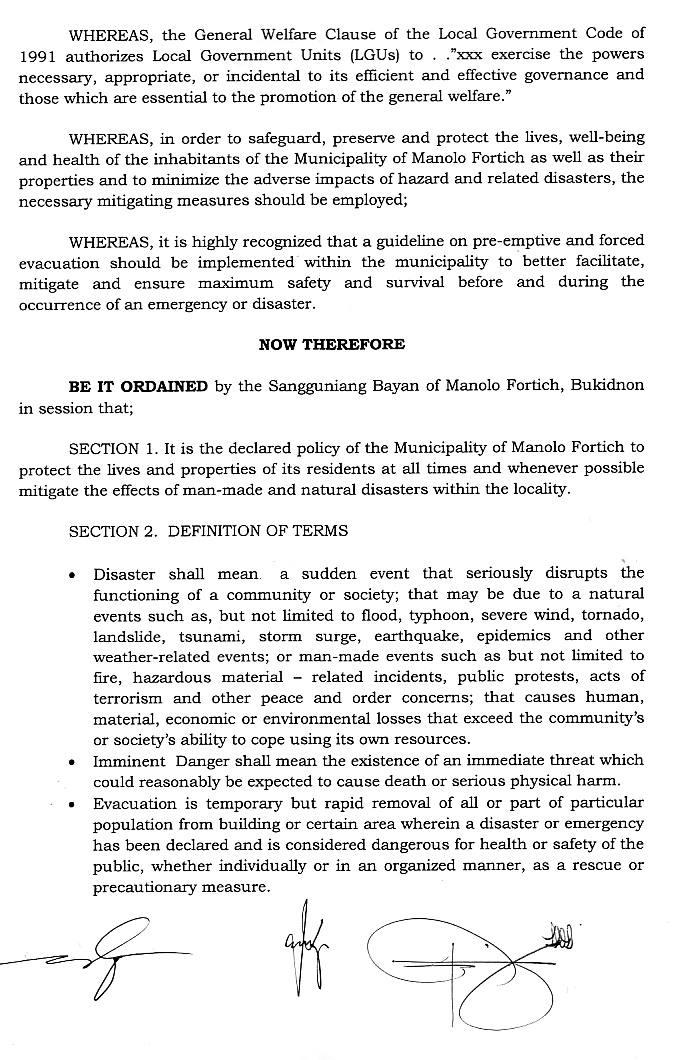 WHEREAS, the General Welfare Clause of the Local Government Code of
1991 authorizes Local Government Units (LGUs) to . ."xxx exercise the powers
necessary, appropriate, or incidental to its efficient and effective governance and
those which are essential to the promotion of the general welfare."
WHEREAS, in order to safeguard, preserve and protect the lives, well-being
and health of the inhabitants of the Municipality of Manolo Fortich as well as their
properties and to minimize the adverse impacts of hazard and related disasters, the
necessary mitigating measures should be employed;
WHEREAS, it is highly recognized that a guideline on pre-emptive and forced
evacuation should be implemented within the municipality to better facilitate,
mitigate and ensure maximum safety and survival before and during the
occurrence of an emergency or disaster.
NOW THEREFORE
BE IT ORDAINED by the Sangguniang Bayan of Manolo Fortich, Bukidnon
in session that;
SECTION 1. It is the declared policy of the Municipality of Manolo Fortich to
protect the lives and properties of its residents at all times and whenever possible
mitigate the effects of man-made and natural disasters within the locality.
SECTION 2. DEFINITION OF TERMS
• Disaster shall mean a sudden event that seriously disrupts the
functioning of a community or society; that may be due to a natural
events such as, but not limited to flood, typhoon, severe wind, tornado,
landslide, tsunami, storm surge, earthquake, epidemics and other
weather-related events; or man-made events such as but not limited to
fire, hazardous material – related incidents, public protests, acts of
terrorism and other peace and order concerns; that causes human,
material, economic or environmental losses that exceed the community's
or society's ability to cope using its own resources.
• Imminent Danger shall mean the existence of an immediate threat which
could reasonably be expected to cause death or serious physical harm.
• Evacuation is temporary but rapid removal of all or part of particular
population from building or certain area wherein a disaster or emergency
has been declared and is considered dangerous for health or safety of the
public, whether individually or in an organized manner, as a rescue or
precautionary measure.